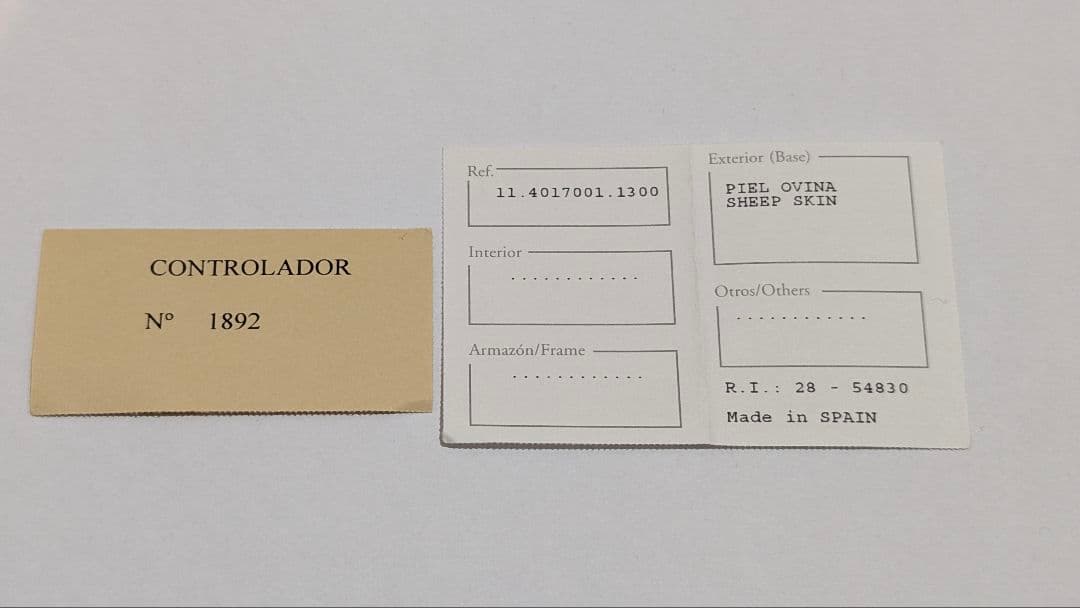 CONTROLADOR
Nº 1892
Ref.
11.4017001.1300
Interior
............
Armazón/Frame
............
Exterior (Base)
PIEL OVINA
SHEEP SKIN
Otros/Others
............
R.I.: 28 - 54830
Made in SPAIN